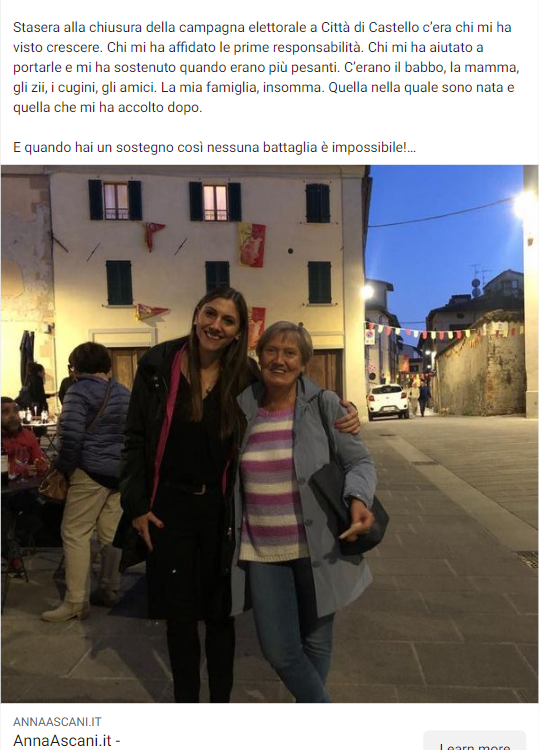 Stasera alla chiusura della campagna elettorale a Città di Castello c'era chi mi ha
visto crescere. Chi mi ha affidato le prime responsabilità. Chi mi ha aiutato a
portarle e mi ha sostenuto quando erano più pesanti. C'erano il babbo, la mamma,
gli zii, i cugini, gli amici. La mia famiglia, insomma. Quella nella quale sono nata e
quella che mi ha accolto dopo.
E quando hai un sostegno così nessuna battaglia è impossibile!...
ANNAASCANI.IT
AnnaAscani.it -
Learn more